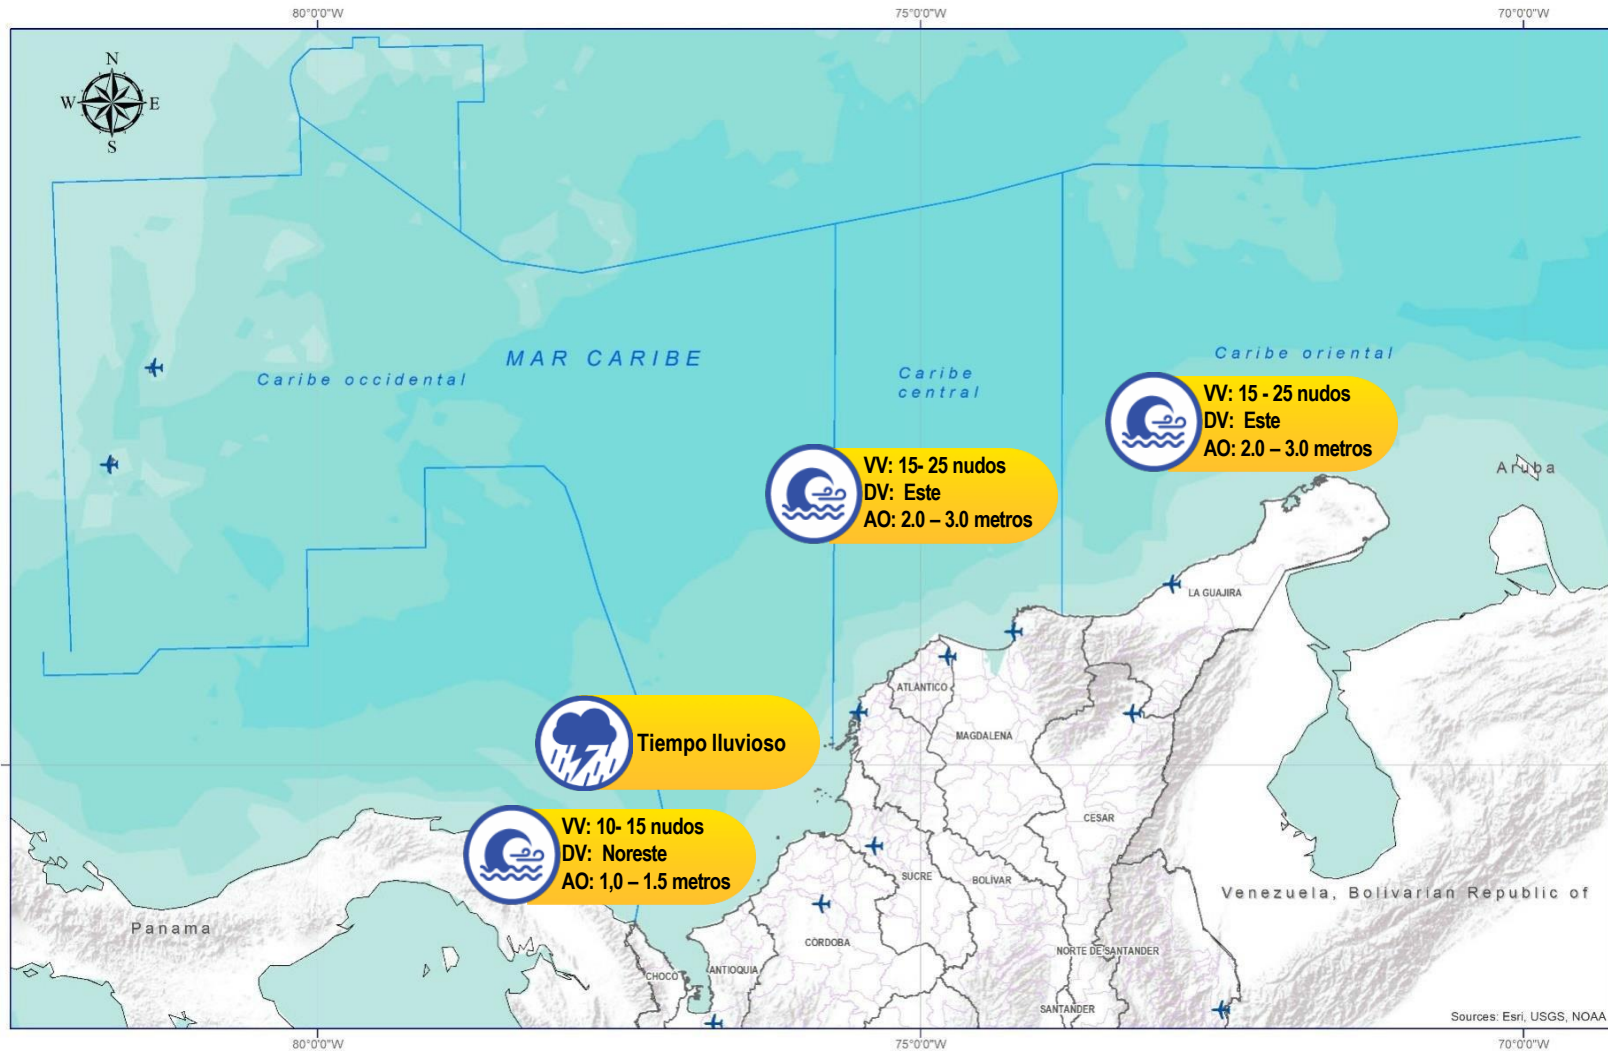 80°0'0"W
75°0'0"W
70°0'0"W
N
W
E
S
MAR CARIBE
Caribe occidental
Caribe
central
Caribe oriental
VV: 15 - 25 nudos
DV: Este
AO: 2.0 – 3.0 metros
VV: 15- 25 nudos
DV: Este
AO: 2.0 – 3.0 metros
Aruba
LA GUAJIRA
ATLÁNTICO
MAGDALENA
Tiempo lluvioso
CESAR
VV: 10- 15 nudos
DV: Noreste
AO: 1,0 – 1.5 metros
SUCRE
BOLÍVAR
Venezuela, Bolivarian Republic of
Panama
CÓRDOBA
NORTE DE SANTANDER
CHOCÓ
ANTIOQUIA
SANTANDER
Sources: Esri, USGS, NOAA
80°0'0"W
75°0'0"W
70°0'0"W